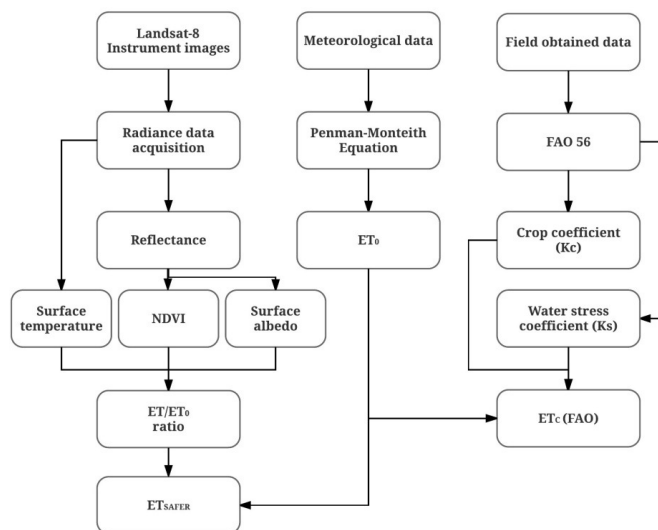 Landsat-8
Instrument images
Meteorological data
Field obtained data
Radiance data
acquisition
Penman-Monteith
Equation
FAO 56
Reflectance
ET₀
Crop coefficient
(Kc)
Surface
temperature
NDVI
Surface
albedo
Water stress
coefficient (Ks)
ET/ET₀
ratio
ETc (FAO)
ETSAFER